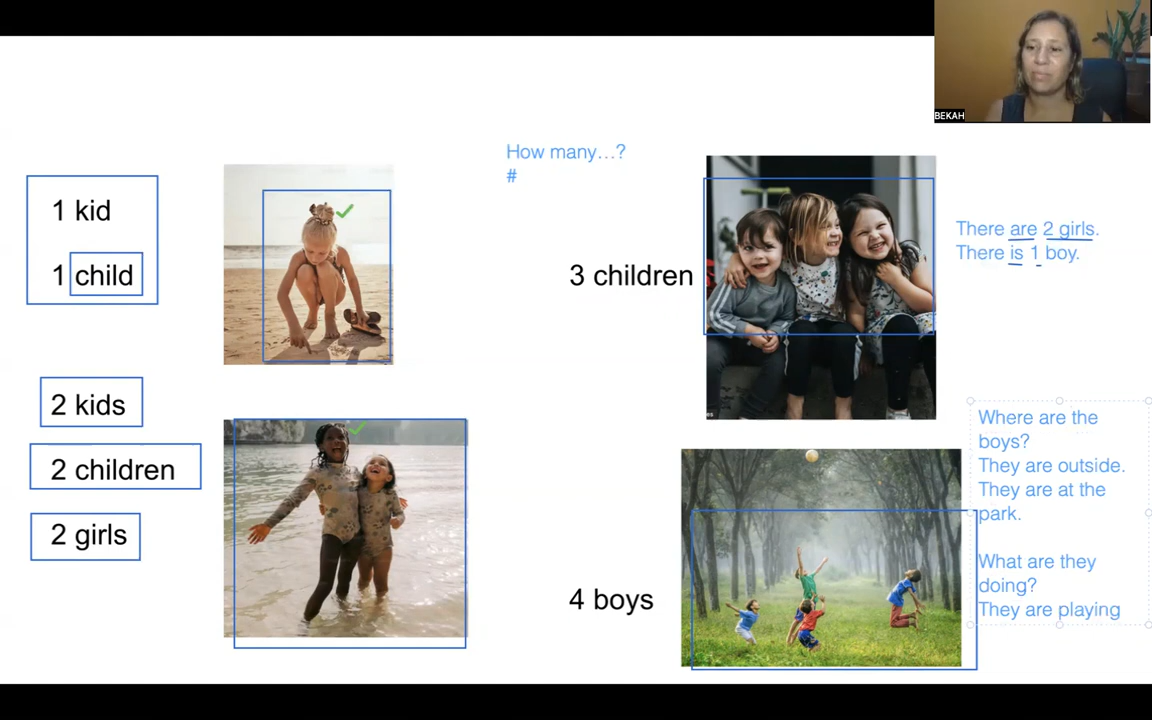 BEKAH
1 kid
1 child
2 kids
2 children
2 girls
How many...?
#
3 children
There are 2 girls.
There is 1 boy.
4 boys
Where are the
boys?
They are outside.
They are at the
park.
What are they
doing?
They are playing